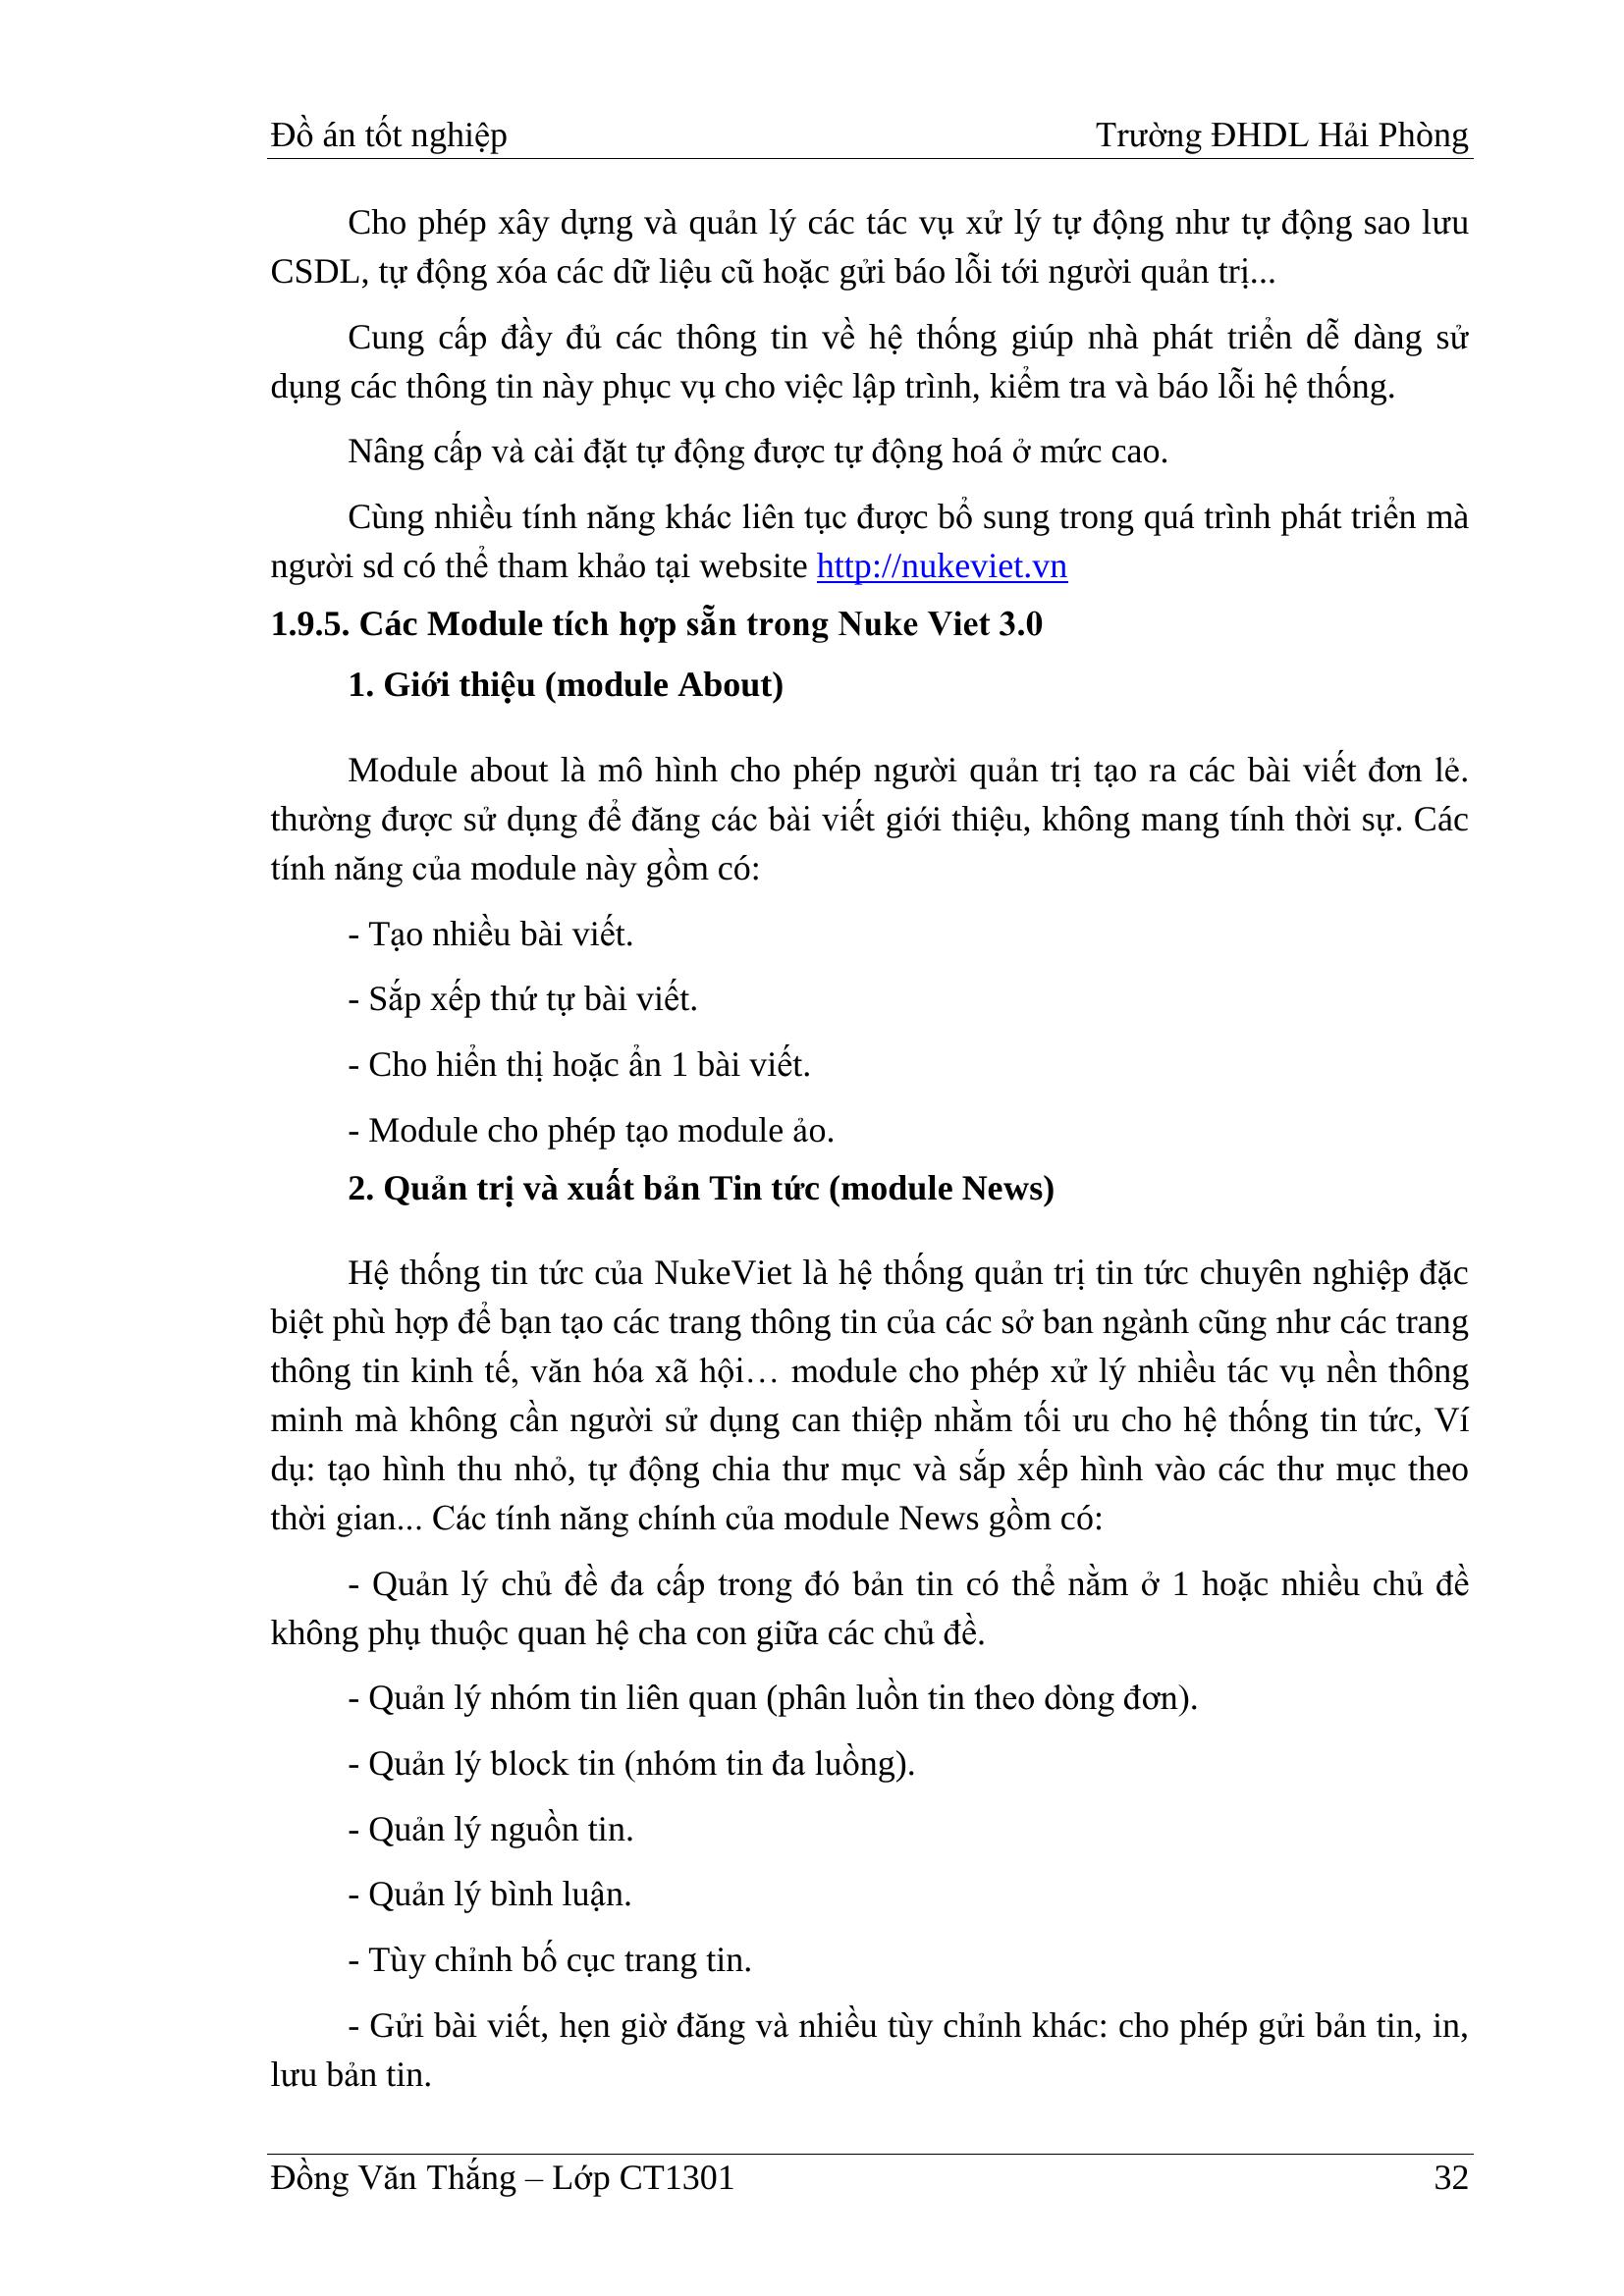 Đồ án tốt nghiệp Trường ĐHDL Hải Phòng
Cho phép xây dựng và quản lý các tác vụ xử lý tự động như tự động sao lưu
CSDL, tự động xóa các dữ liệu cũ hoặc gửi báo lỗi tới người quản trị...
Cung cấp đầy đủ các thông tin về hệ thống giúp nhà phát triển dễ dàng sử
dụng các thông tin này phục vụ cho việc lập trình, kiểm tra và báo lỗi hệ thống.
Nâng cấp và cài đặt tự động được tự động hoá ở mức cao.
Cùng nhiều tính năng khác liên tục được bổ sung trong quá trình phát triển mà
người sd có thể tham khảo tại website http://nukeviet.vn
1.9.5. Các Module tích hợp sẵn trong Nuke Viet 3.0
1. Giới thiệu (module About)
Module about là mô hình cho phép người quản trị tạo ra các bài viết đơn lẻ.
thường được sử dụng để đăng các bài viết giới thiệu, không mang tính thời sự. Các
tính năng của module này gồm có:
- Tạo nhiều bài viết.
- Sắp xếp thứ tự bài viết.
- Cho hiển thị hoặc ẩn 1 bài viết.
- Module cho phép tạo module ảo.
2. Quản trị và xuất bản Tin tức (module News)
Hệ thống tin tức của NukeViet là hệ thống quản trị tin tức chuyên nghiệp đặc
biệt phù hợp để bạn tạo các trang thông tin của các sở ban ngành cũng như các trang
thông tin kinh tế, văn hóa xã hội… module cho phép xử lý nhiều tác vụ nền thông
minh mà không cần người sử dụng can thiệp nhằm tối ưu cho hệ thống tin tức, Ví
dụ: tạo hình thu nhỏ, tự động chia thư mục và sắp xếp hình vào các thư mục theo
thời gian... Các tính năng chính của module News gồm có:
- Quản lý chủ đề đa cấp trong đó bản tin có thể nằm ở 1 hoặc nhiều chủ đề
không phụ thuộc quan hệ cha con giữa các chủ đề.
- Quản lý nhóm tin liên quan (phân luồn tin theo dòng đơn).
- Quản lý block tin (nhóm tin đa luồng).
- Quản lý nguồn tin.
- Quản lý bình luận.
- Tùy chỉnh bố cục trang tin.
- Gửi bài viết, hẹn giờ đăng và nhiều tùy chỉnh khác: cho phép gửi bản tin, in,
lưu bản tin.
Đồng Văn Thắng – Lớp CT1301 32